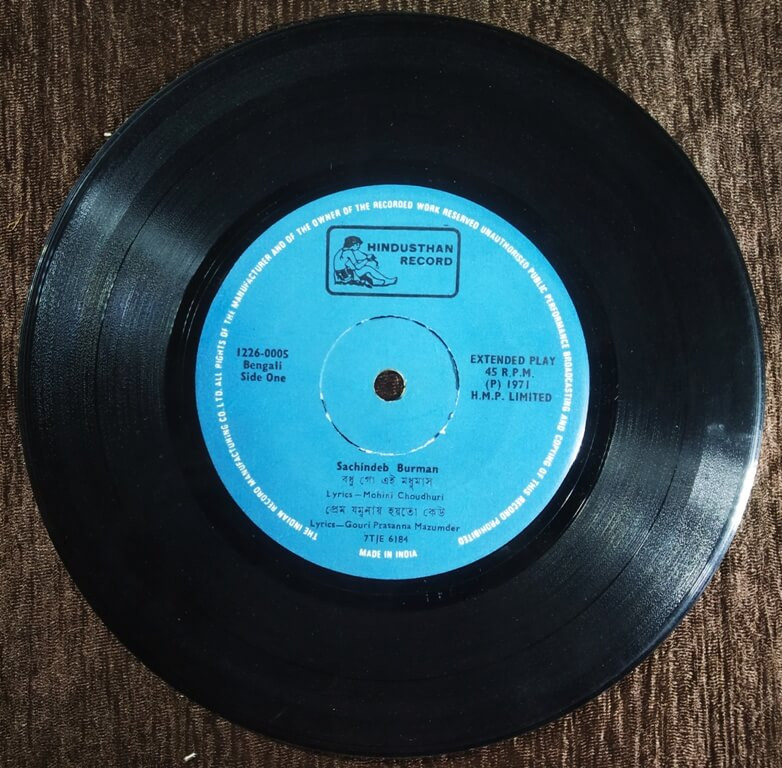 THE INDIAN RECORD MANUFACTURING CO. LTD. ALL RIGHTS OF THE MANUFACTURER AND OF THE OWNER OF THE RECORDED WORK RESERVED UNAUTHORISED PUBLIC PERFORMANCE BROADCASTING AND COPYING OF THIS RECORD PROHIBITED
HINDUSTHAN
RECORD
1226-0005
Bengali
Side One
EXTENDED PLAY
45 R.P.M.
(P) 1971
H.M.P. LIMITED
Sachindeb Burman
বধু গো এই মধুমাস
Lyrics—Mohini Choudhuri
প্রেম যমুনায় হয়তো কেউ
Lyrics—Gouri Prasanna Mazumder
7TJE 6184
MADE IN INDIA